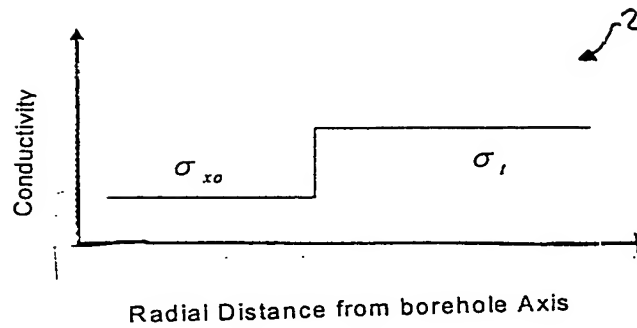 2
Conductivity
σxo
σt
Radial Distance from borehole Axis